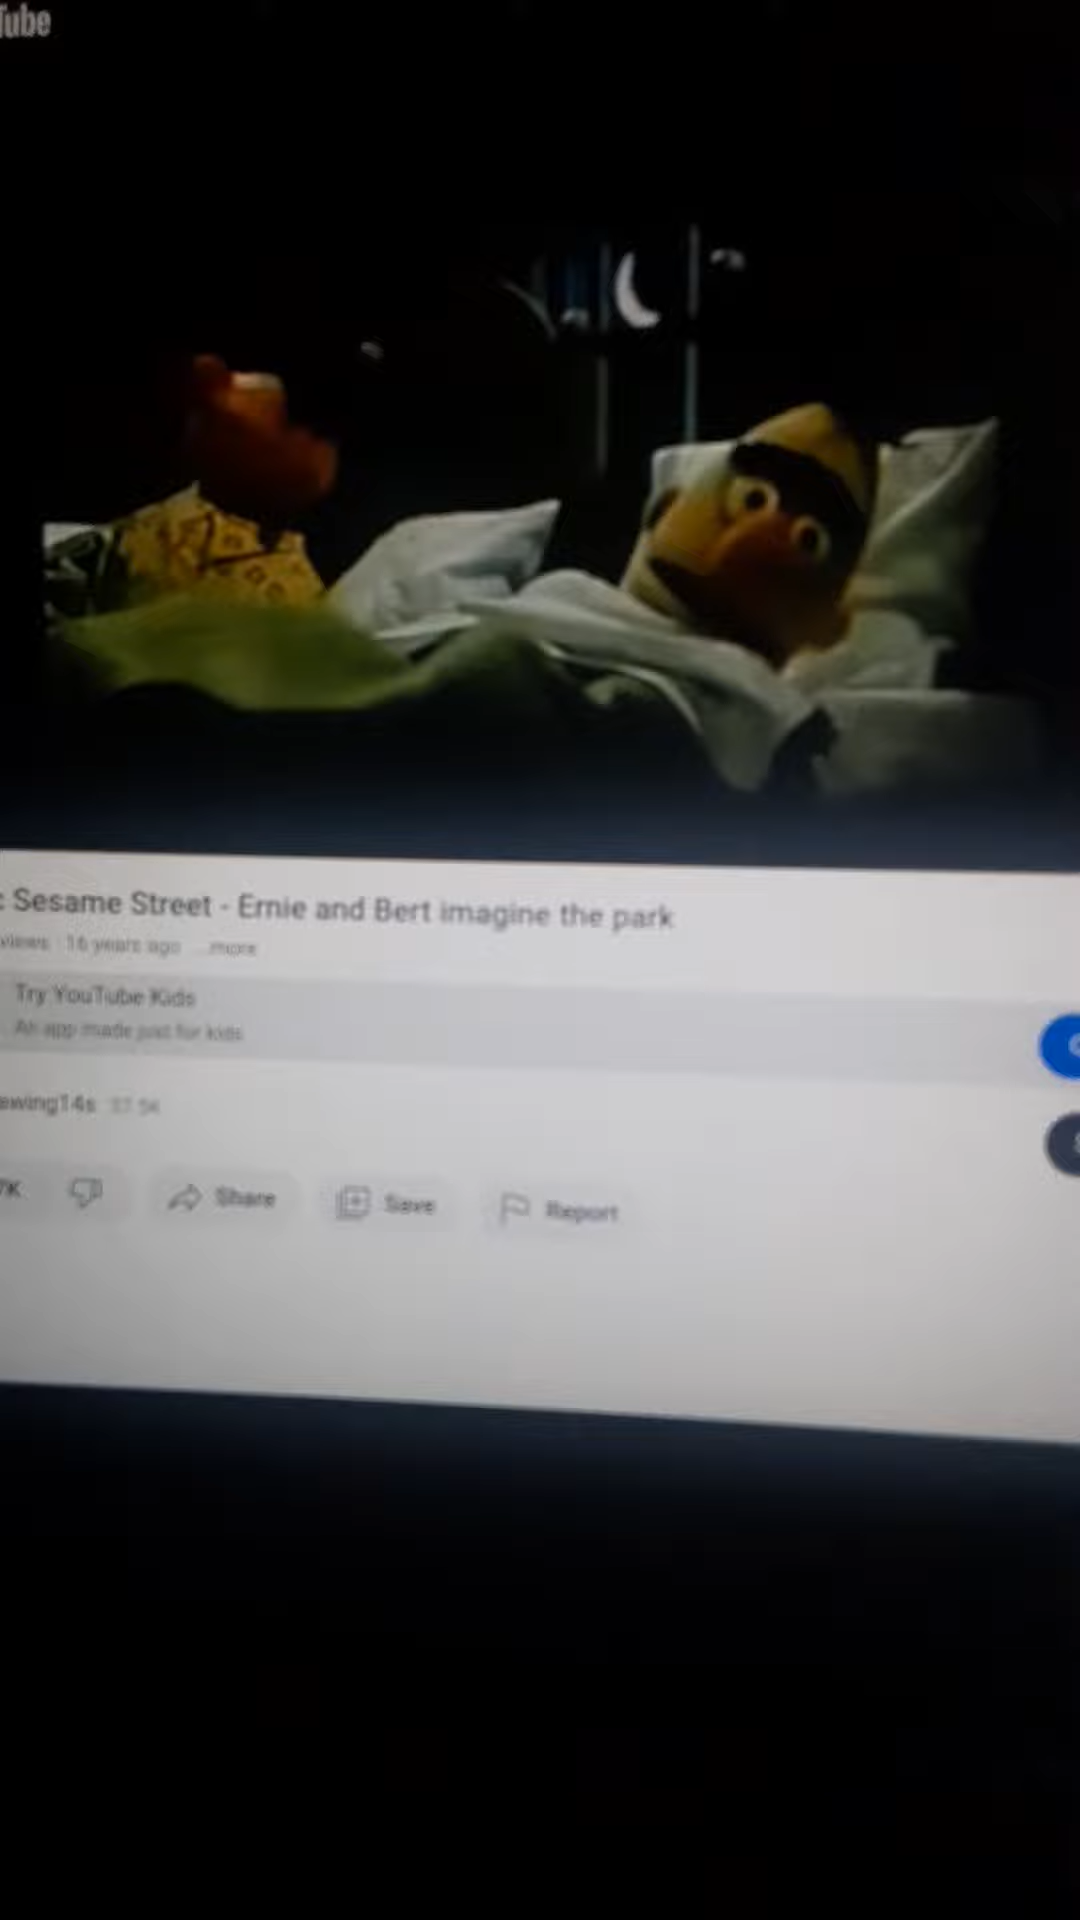 Tube
: Sesame Street - Ernie and Bert imagine the park
views 16 years ago ...more
Try YouTube Kids
An app made just for kids
ewing14s
7K Share Save Report